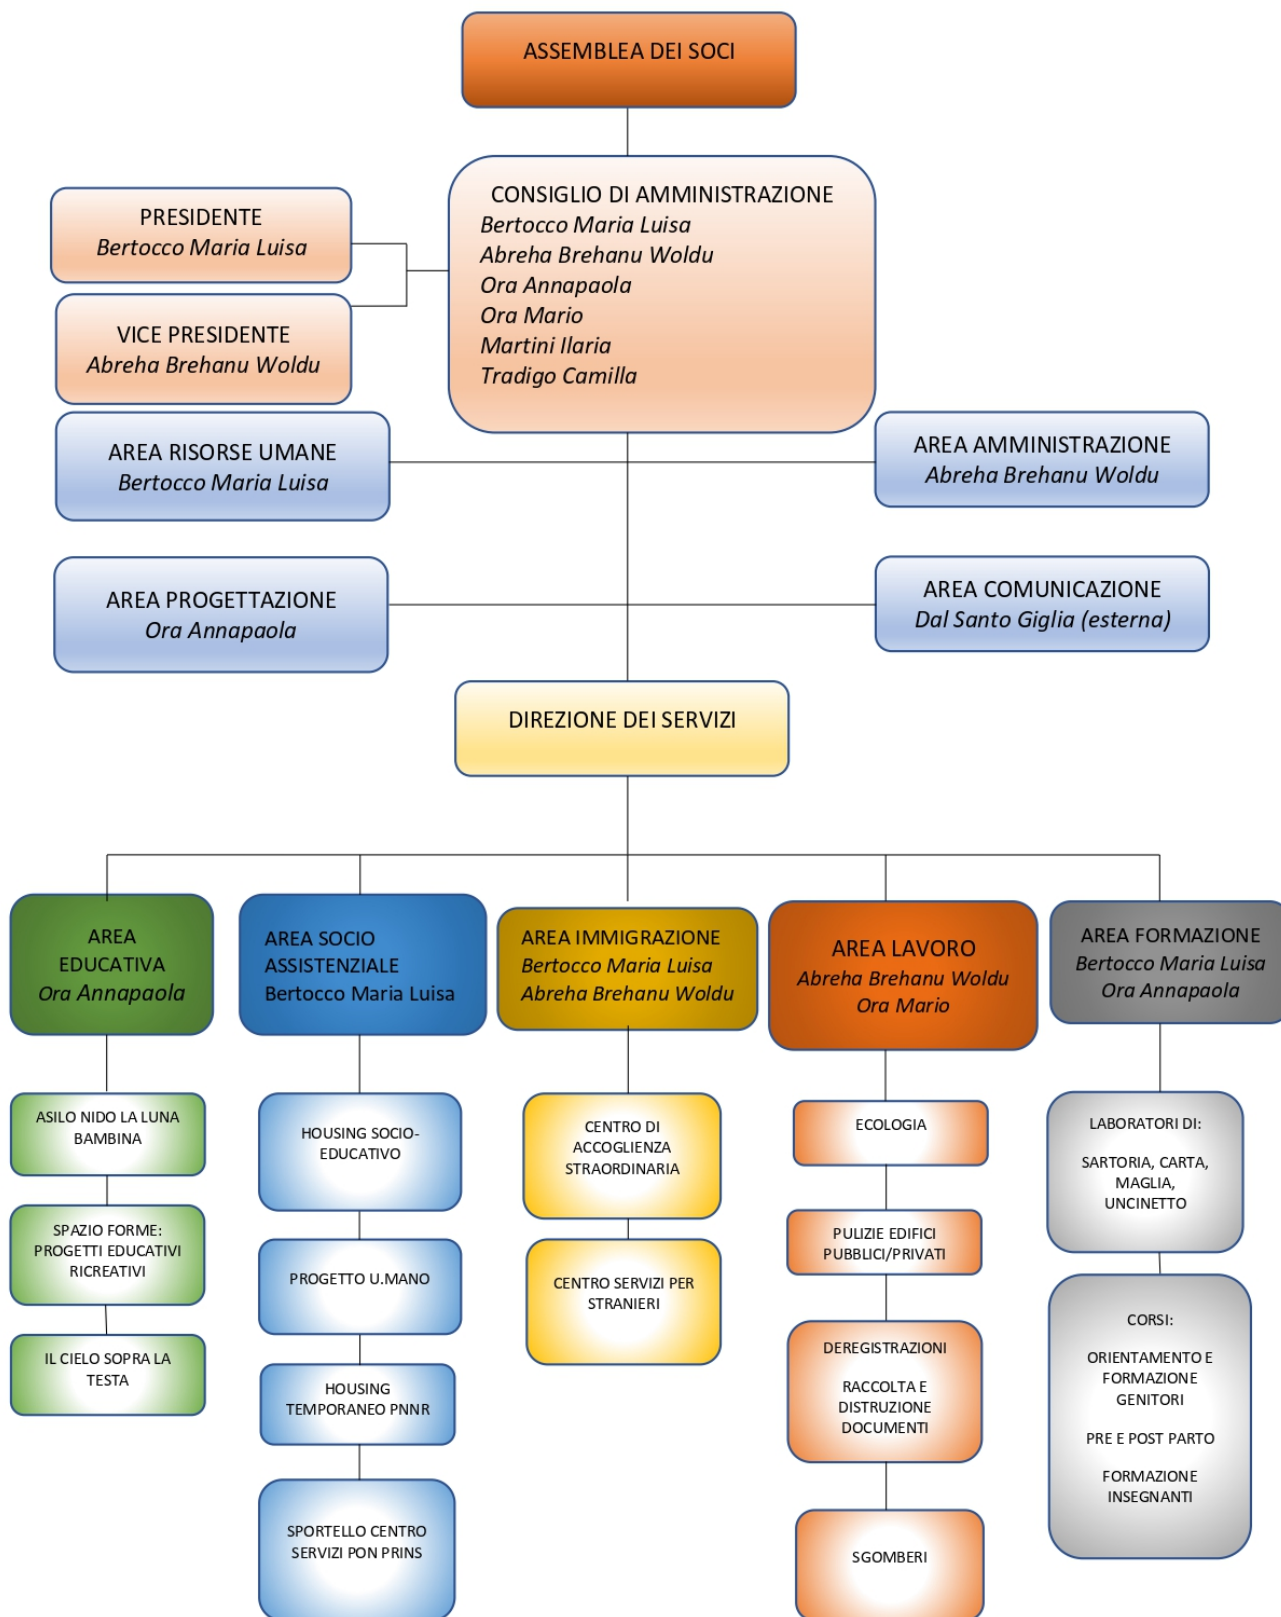 ASSEMBLEA DEI SOCI
CONSIGLIO DI AMMINISTRAZIONE
Bertocco Maria Luisa
Abreha Brehanu Woldu
Ora Annapaola
Ora Mario
Martini Ilaria
Tradigo Camilla
PRESIDENTE
Bertocco Maria Luisa
VICE PRESIDENTE
Abreha Brehanu Woldu
AREA RISORSE UMANE
Bertocco Maria Luisa
AREA AMMINISTRAZIONE
Abreha Brehanu Woldu
AREA PROGETTAZIONE
Ora Annapaola
AREA COMUNICAZIONE
Dal Santo Giglia (esterna)
DIREZIONE DEI SERVIZI
AREA
EDUCATIVA
Ora Annapaola
ASILO NIDO LA LUNA
BAMBINA
SPAZIO FORME:
PROGETTI EDUCATIVI
RICREATIVI
IL CIELO SOPRA LA
TESTA
AREA SOCIO
ASSISTENZIALE
Bertocco Maria Luisa
HOUSING SOCIO-
EDUCATIVO
PROGETTO U.MANO
HOUSING
TEMPORANEO PNNR
SPORTELLO CENTRO
SERVIZI PON PRINS
AREA IMMIGRAZIONE
Bertocco Maria Luisa
Abreha Brehanu Woldu
CENTRO DI
ACCOGLIENZA
STRAORDINARIA
CENTRO SERVIZI PER
STRANIERI
AREA LAVORO
Abreha Brehanu Woldu
Ora Mario
ECOLOGIA
PULIZIE EDIFICI
PUBBLICI/PRIVATI
DEREGISTRAZIONI
RACCOLTA E
DISTRUZIONE
DOCUMENTI
SGOMBERI
AREA FORMAZIONE
Bertocco Maria Luisa
Ora Annapaola
LABORATORI DI:
SARTORIA, CARTA,
MAGLIA,
UNCINETTO
CORSI:
ORIENTAMENTO E
FORMAZIONE
GENITORI
PRE E POST PARTO
FORMAZIONE
INSEGNANTI